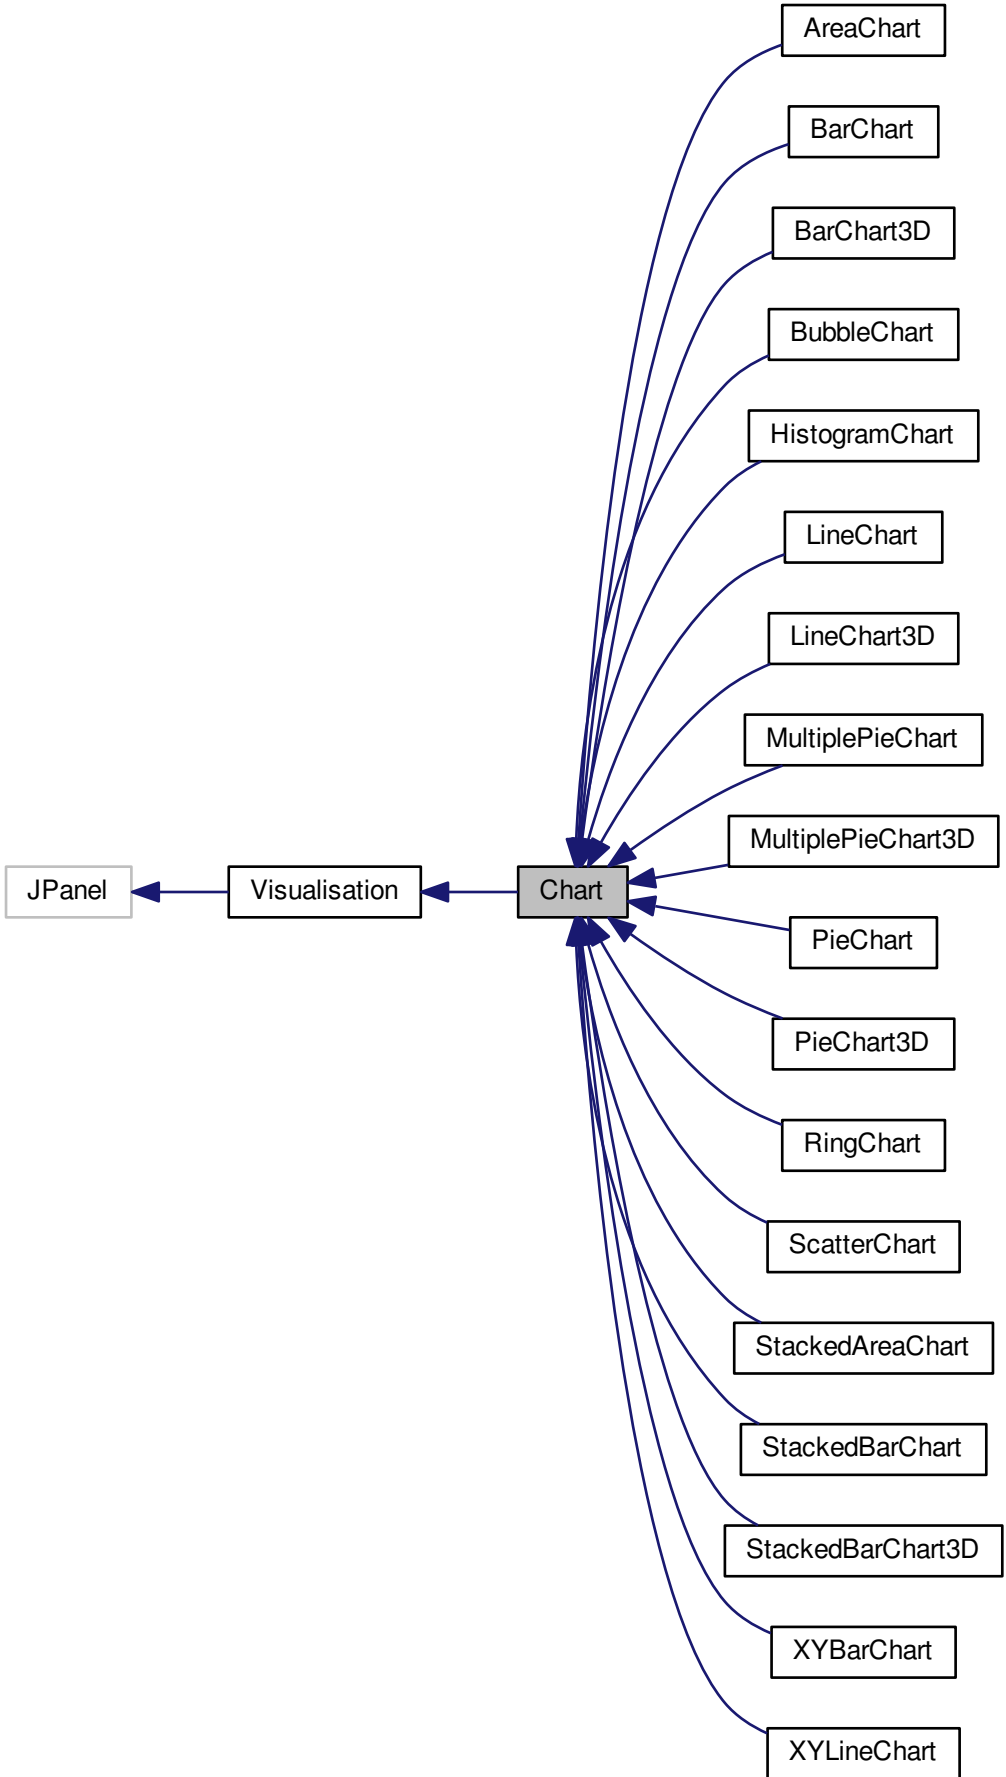 AreaChart
BarChart
BarChart3D
BubbleChart
HistogramChart
LineChart
LineChart3D
MultiplePieChart
MultiplePieChart3D
JPanel
Visualisation
Chart
PieChart
PieChart3D
RingChart
ScatterChart
StackedAreaChart
StackedBarChart
StackedBarChart3D
XYBarChart
XYLineChart